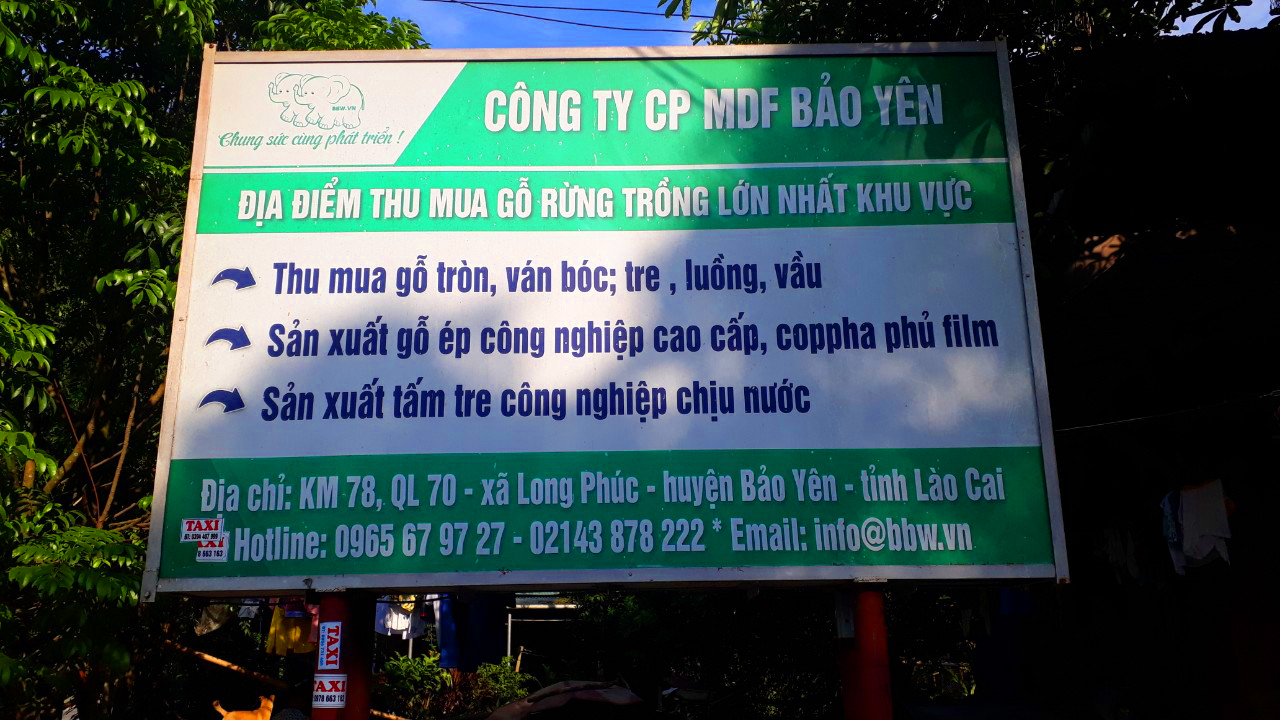 BBW.VN
Chung sức cùng phát triển !
CÔNG TY CP MDF BẢO YÊN
ĐỊA ĐIỂM THU MUA GỖ RỪNG TRỒNG LỚN NHẤT KHU VỰC
Thu mua gỗ tròn, ván bóc; tre , luồng, vầu
Sản xuất gỗ ép công nghiệp cao cấp, coppha phủ film
Sản xuất tấm tre công nghiệp chịu nước
Địa chỉ: KM 78, QL 70 - xã Long Phúc - huyện Bảo Yên - tỉnh Lào Cai
Hotline: 0965 67 97 27 - 02143 878 222 * Email: info@bbw.vn
TAXI
TAXI
TAXI
0978 663 163